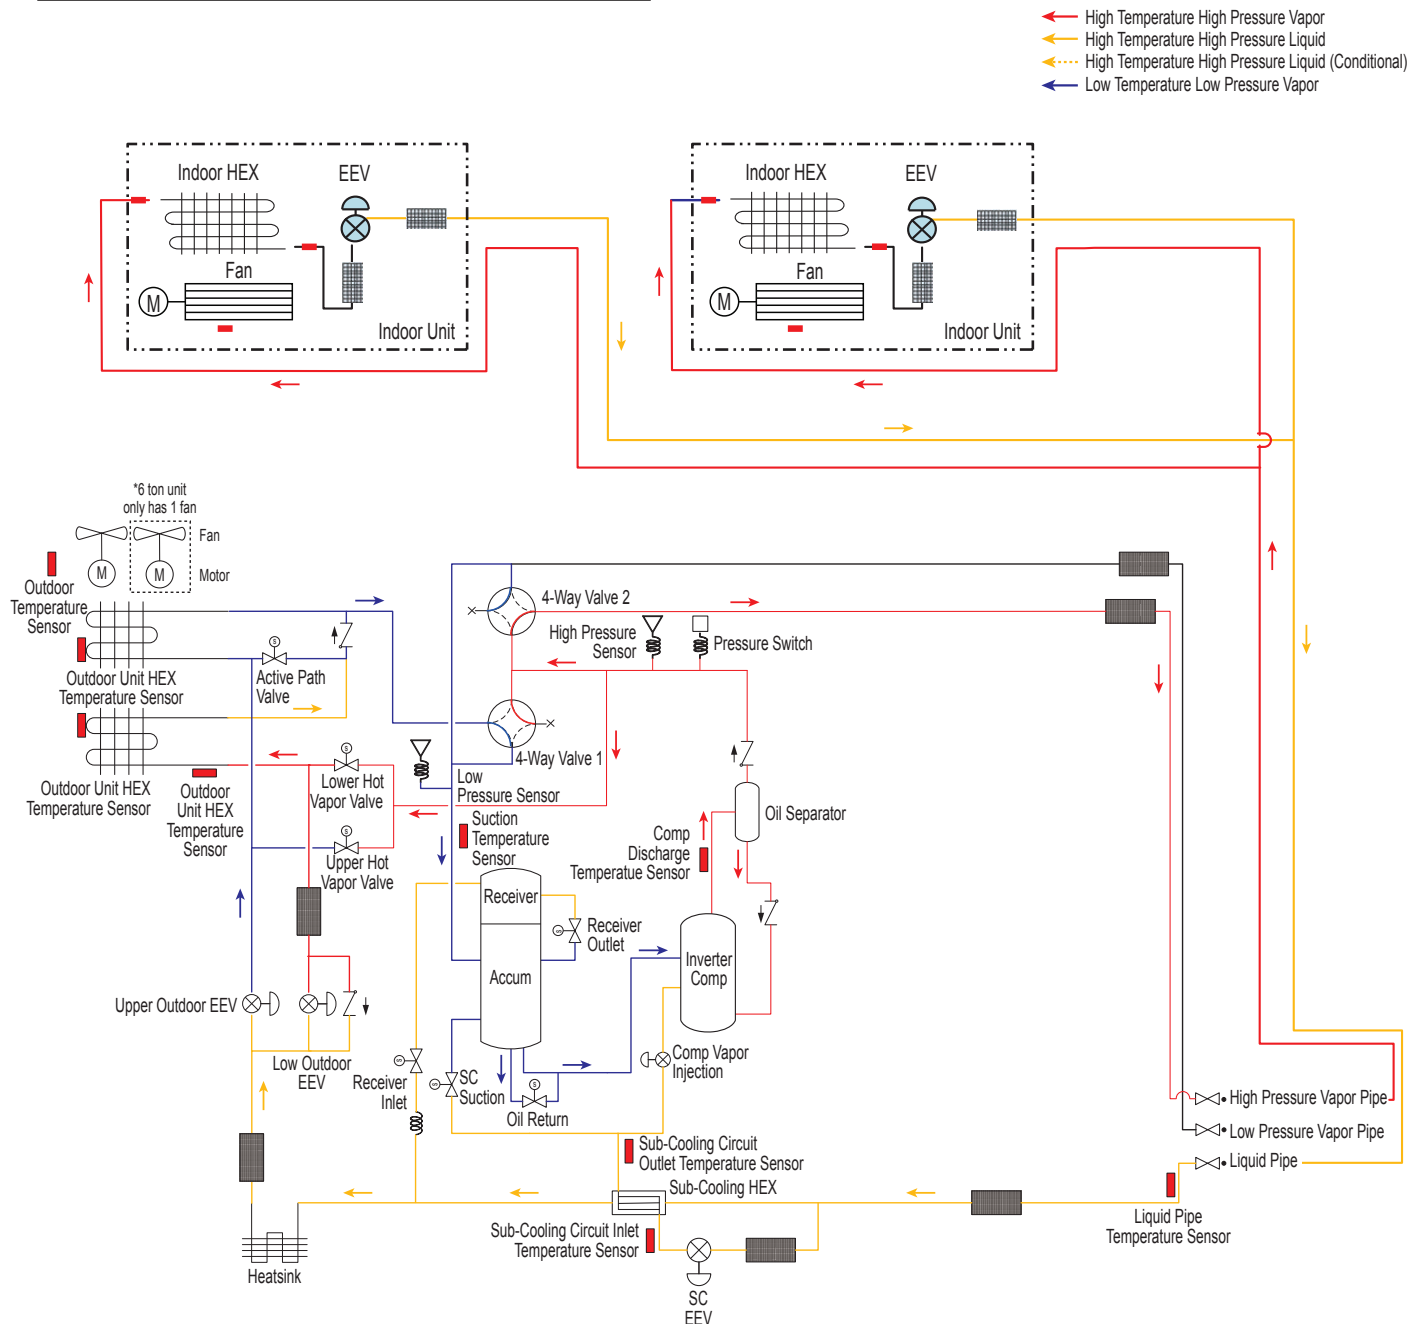 High Temperature High Pressure Vapor
High Temperature High Pressure Liquid
High Temperature High Pressure Liquid (Conditional)
Low Temperature Low Pressure Vapor
Indoor HEX
EEV
Fan
M
Indoor Unit
Indoor HEX
EEV
Fan
M
Indoor Unit
*6 ton unit
only has 1 fan
Fan
M
M
Motor
Outdoor
Temperature
Sensor
4-Way Valve 2
High Pressure
Sensor
Pressure Switch
Outdoor Unit HEX
Temperature Sensor
S
Active Path
Valve
4-Way Valve 1
Outdoor Unit HEX
Temperature Sensor
Outdoor
Unit HEX
Temperature
Sensor
S
Lower Hot
Vapor Valve
Low
Pressure Sensor
Suction
Temperature
Sensor
S
Upper Hot
Vapor Valve
Comp
Discharge
Temperatue Sensor
Oil Separator
Receiver
S
Receiver
Outlet
Accum
Inverter
Comp
Upper Outdoor EEV
Low Outdoor
EEV
S
Receiver
Inlet
S
SC
Suction
S
Oil Return
Comp Vapor
Injection
High Pressure Vapor Pipe
Low Pressure Vapor Pipe
Liquid Pipe
Sub-Cooling Circuit
Outlet Temperature Sensor
Sub-Cooling HEX
Sub-Cooling Circuit Inlet
Temperature Sensor
Liquid Pipe
Temperature Sensor
Heatsink
SC
EEV